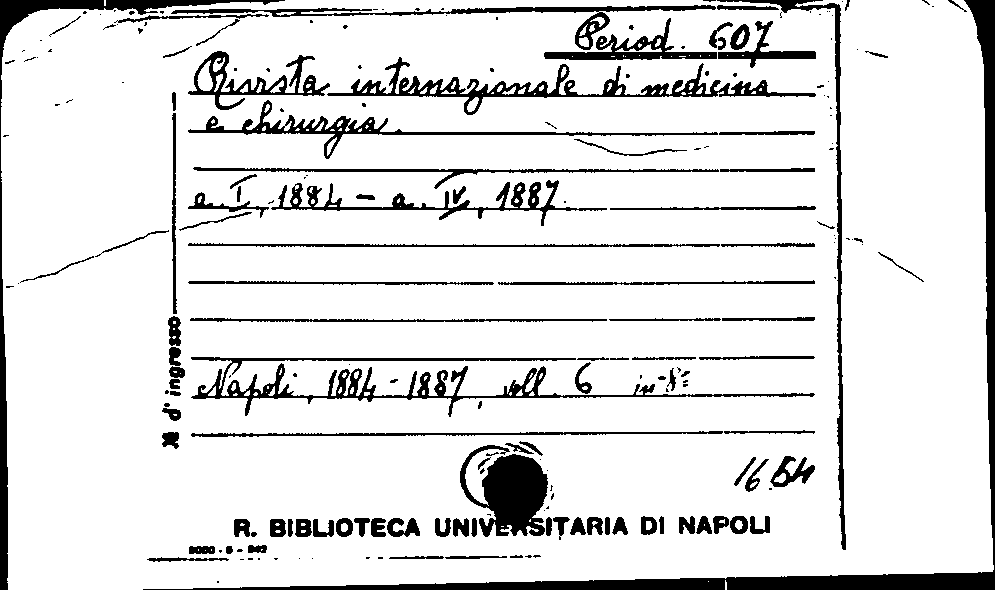 Period. 607
Rivista internazionale di medicina
e chirurgia.
a. I, 1884 - a. IV, 1887.
Napoli, 1884-1887, voll. 6 in-8°
N. d' ingresso
1654
R. BIBLIOTECA UNIVERSITARIA DI NAPOLI